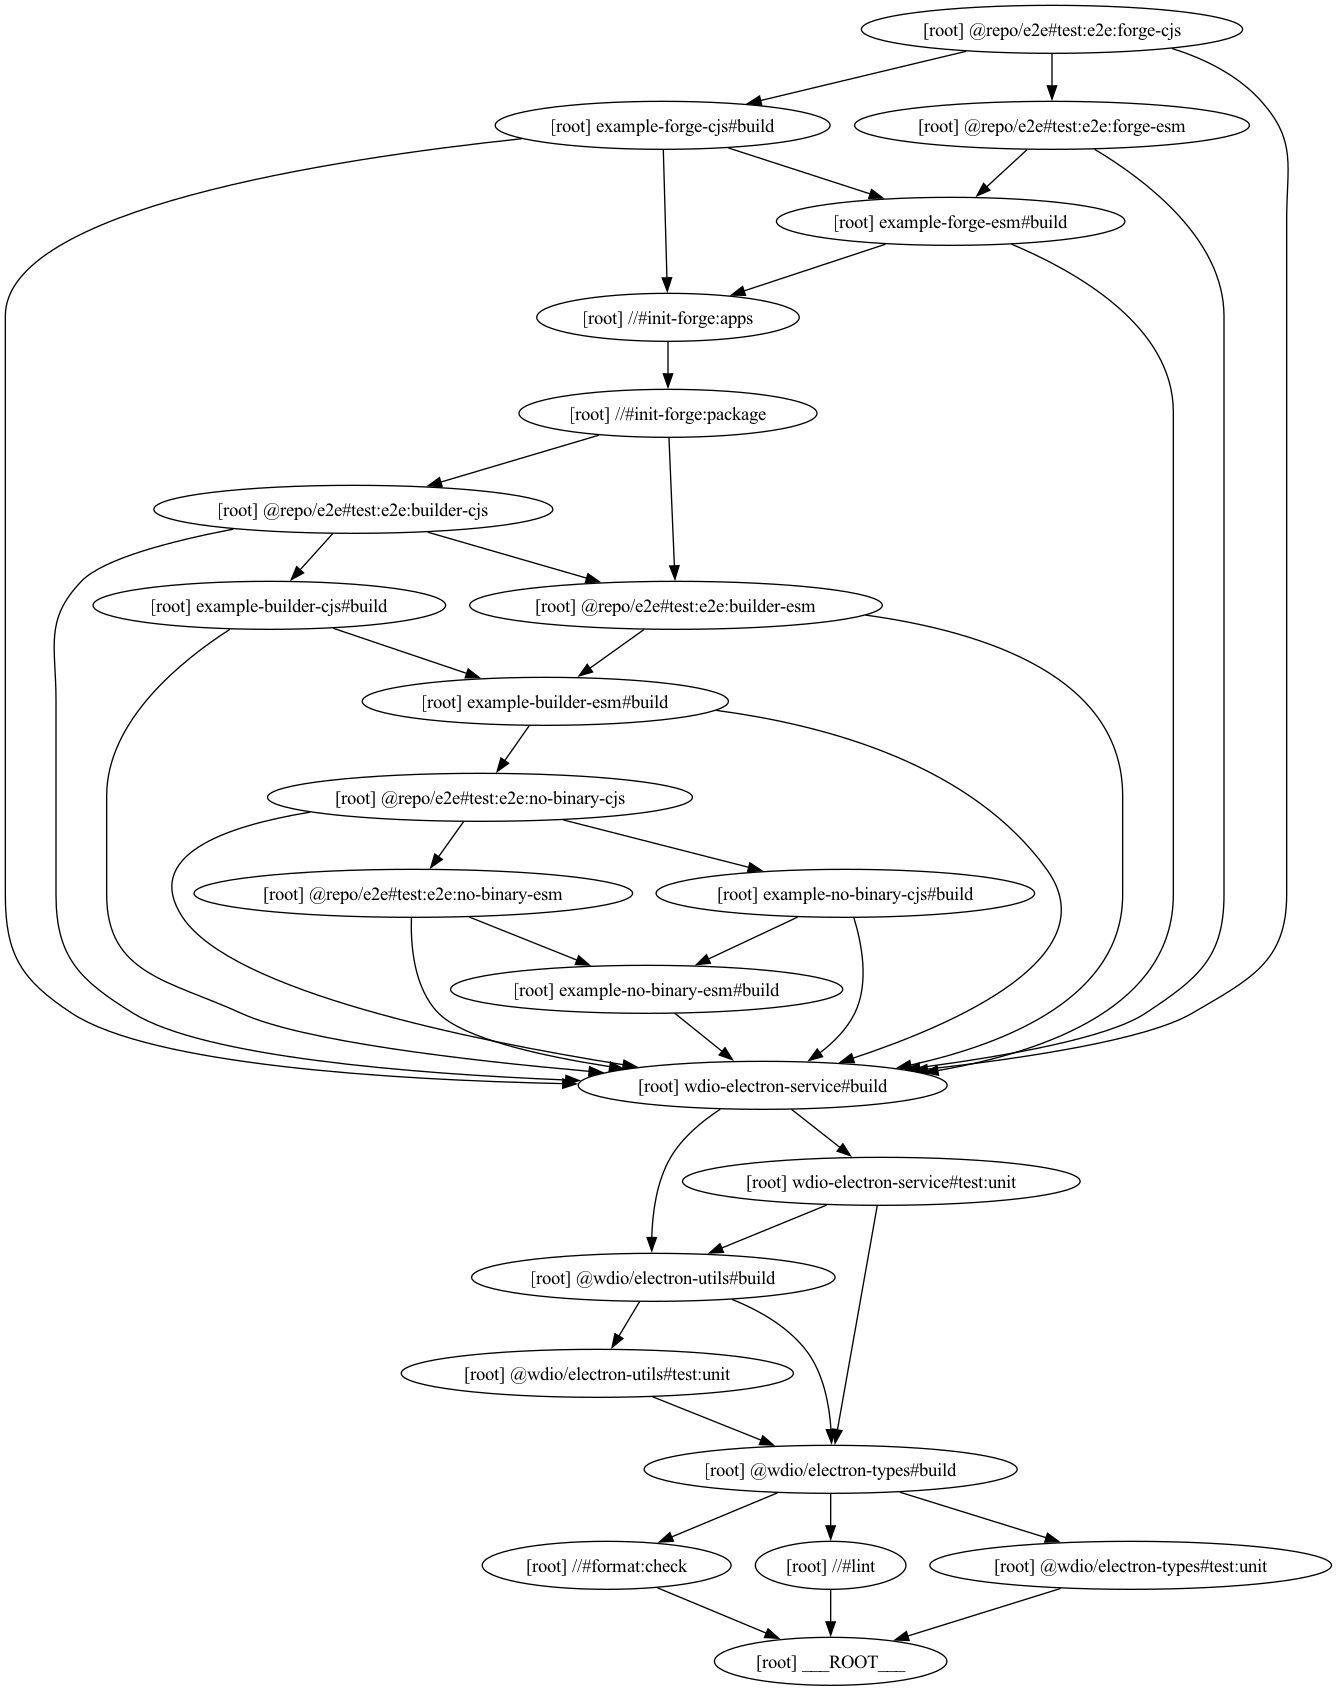 [root] @repo/e2e#test:e2e:forge-cjs
[root] example-forge-cjs#build
[root] @repo/e2e#test:e2e:forge-esm
[root] example-forge-esm#build
[root] //#init-forge:apps
[root] //#init-forge:package
[root] @repo/e2e#test:e2e:builder-cjs
[root] example-builder-cjs#build
[root] @repo/e2e#test:e2e:builder-esm
[root] example-builder-esm#build
[root] @repo/e2e#test:e2e:no-binary-cjs
[root] @repo/e2e#test:e2e:no-binary-esm
[root] example-no-binary-cjs#build
[root] example-no-binary-esm#build
[root] wdio-electron-service#build
[root] wdio-electron-service#test:unit
[root] @wdio/electron-utils#build
[root] @wdio/electron-utils#test:unit
[root] @wdio/electron-types#build
[root] //#format:check
[root] //#lint
[root] @wdio/electron-types#test:unit
[root] ___ROOT___